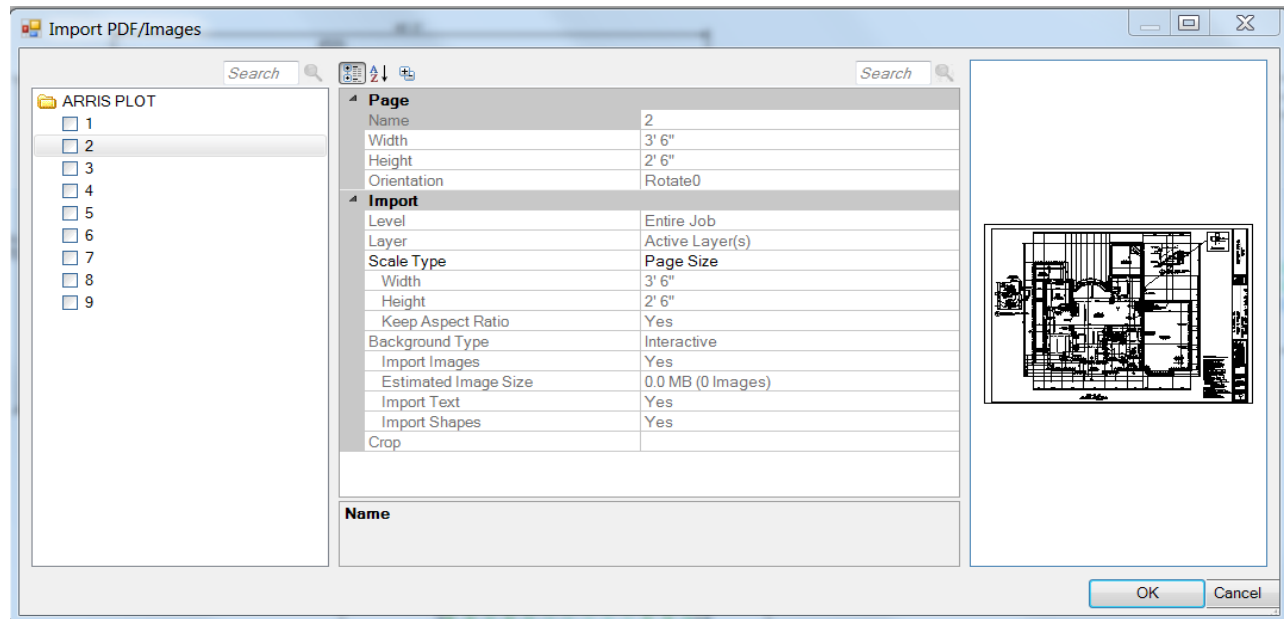 Import PDF/Images
Search
ARRIS PLOT
1
2
3
4
5
6
7
8
9
Search
Page
Name 2
Width 3' 6"
Height 2' 6"
Orientation Rotate0
Import
Level Entire Job
Layer Active Layer(s)
Scale Type Page Size
Width 3' 6"
Height 2' 6"
Keep Aspect Ratio Yes
Background Type Interactive
Import Images Yes
Estimated Image Size 0.0 MB (0 Images)
Import Text Yes
Import Shapes Yes
Crop
Name
OK Cancel